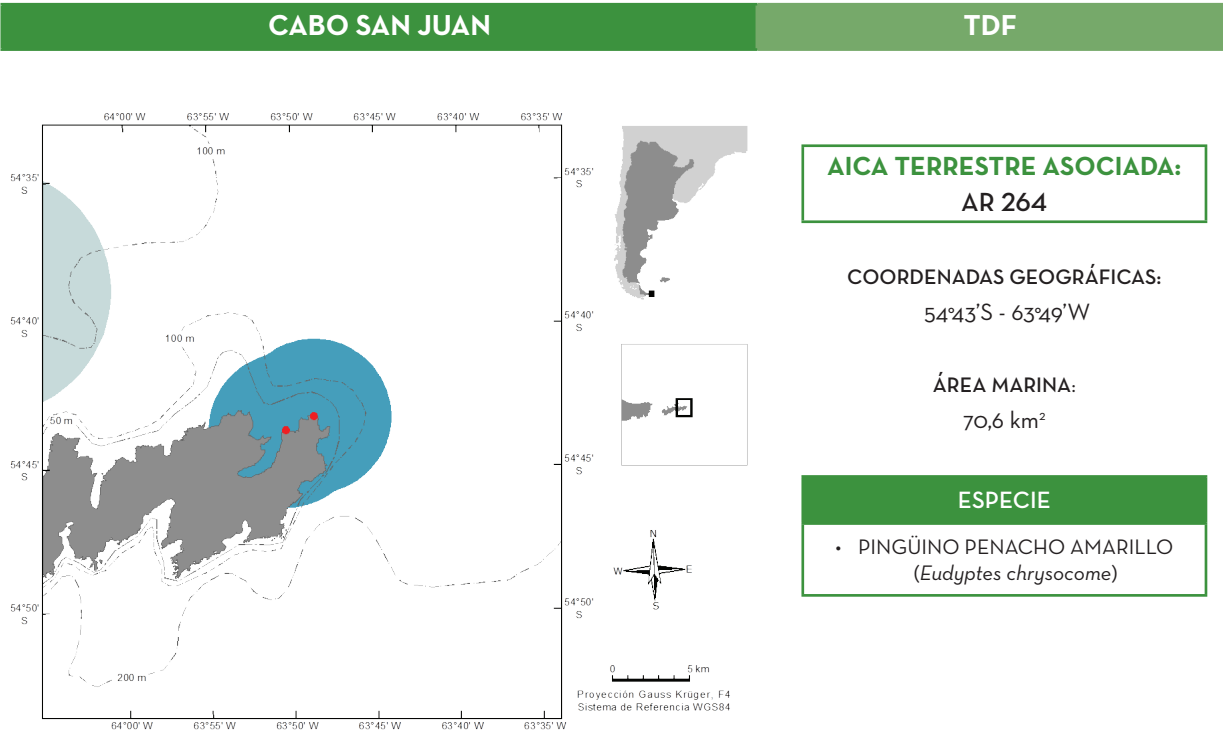 CABO SAN JUAN
TDF
64°00' W 63°55' W 63°50' W 63°45' W 63°40' W 63°35' W
100 m
54°35'
S
54°35'
S
54°40'
S
54°40'
S
100 m
50 m
54°45'
S
54°45'
S
54°50'
S
54°50'
S
200 m
64°00' W 63°55' W 63°50' W 63°45' W 63°40' W 63°35' W
N
W E
S
0 5 km
Proyección Gauss Krüger, F4
Sistema de Referencia WGS84
AICA TERRESTRE ASOCIADA:
AR 264
COORDENADAS GEOGRÁFICAS:
54º43'S - 63º49'W
ÁREA MARINA:
70,6 km²
ESPECIE
• PINGÜINO PENACHO AMARILLO
(Eudyptes chrysocome)